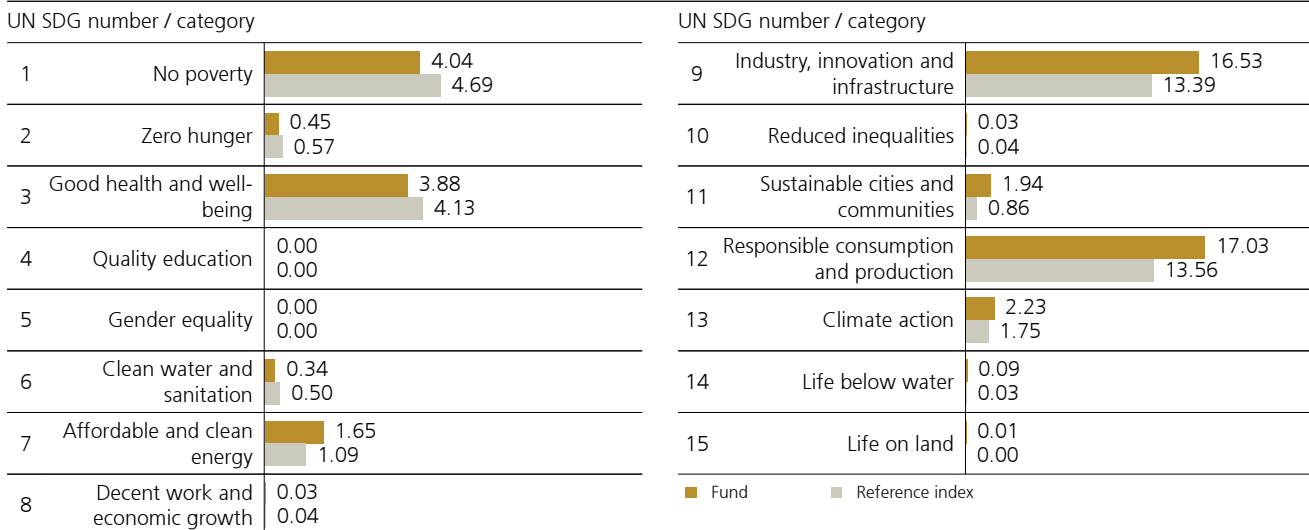 UN SDG number / category
1 No poverty 4.04
4.69
2 Zero hunger 0.45
0.57
3 Good health and well-
being 3.88
4.13
4 Quality education 0.00
0.00
5 Gender equality 0.00
0.00
6 Clean water and
sanitation 0.34
0.50
7 Affordable and clean
energy 1.65
1.09
8 Decent work and
economic growth 0.03
0.04
UN SDG number / category
9 Industry, innovation and
infrastructure 16.53
13.39
10 Reduced inequalities 0.03
0.04
11 Sustainable cities and
communities 1.94
0.86
12 Responsible consumption
and production 17.03
13.56
13 Climate action 2.23
1.75
14 Life below water 0.09
0.03
15 Life on land 0.01
0.00
Fund Reference index